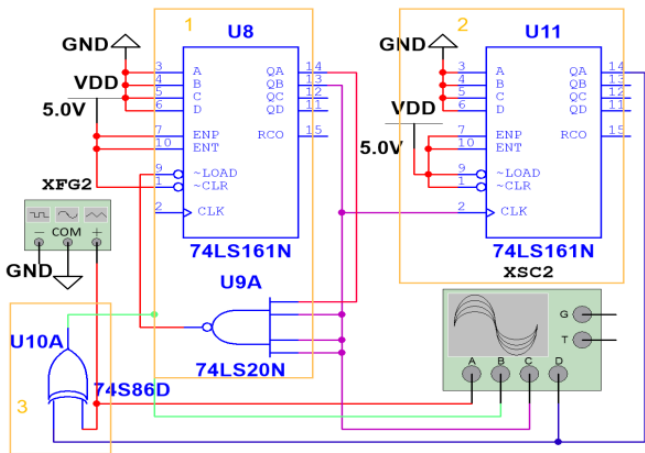 1
U8
GND
VDD
5.0V
3 A QA 14
4 B QB 13
5 C QC 12
6 D QD 11
7 ENP RCO 15
10 ENT
9 ~LOAD
1 ~CLR
2 CLK
74LS161N
2
U11
GND
VDD
5.0V
3 A QA 14
4 B QB 13
5 C QC 12
6 D QD 11
7 ENP RCO 15
10 ENT
9 ~LOAD
1 ~CLR
2 CLK
74LS161N
XFG2
COM
GND
U9A
74LS20N
XSC2
G
T
A B C D
U10A
74S86D
3